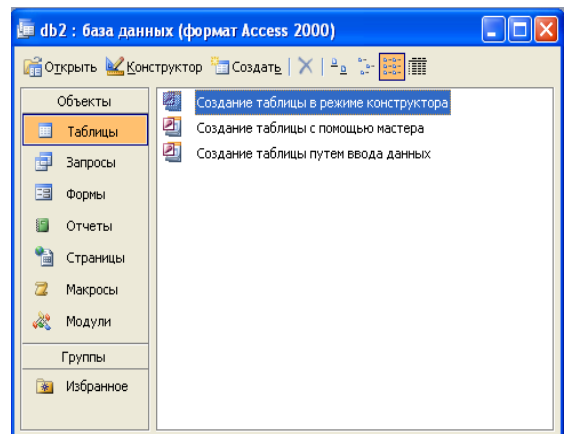 db2 : база данных (формат Access 2000)
Открыть Конструктор Создать
Объекты
Таблицы
Запросы
Формы
Отчеты
Страницы
Макросы
Модули
Группы
Избранное
Создание таблицы в режиме конструктора
Создание таблицы с помощью мастера
Создание таблицы путем ввода данных